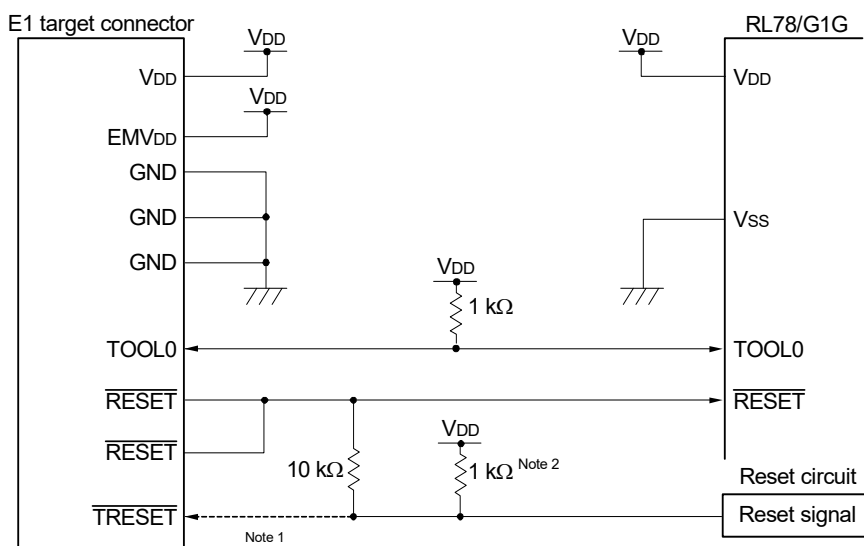 E1 target connector
RL78/G1G
VDD
VDD
VDD
VDD
VDD
EMVDD
GND
GND
GND
VSS
VDD
1 kΩ
TOOL0
TOOL0
RESET
RESET
RESET
VDD
10 kΩ
1 kΩ Note 2
Reset circuit
Reset signal
TRESET
Note 1